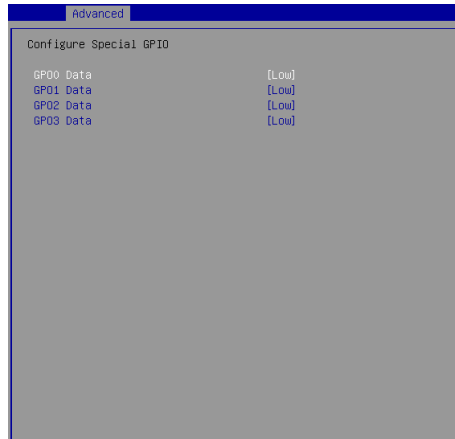 Advanced
Configure Special GPIO
GPO0 Data [Low]
GPO1 Data [Low]
GPO2 Data [Low]
GPO3 Data [Low]